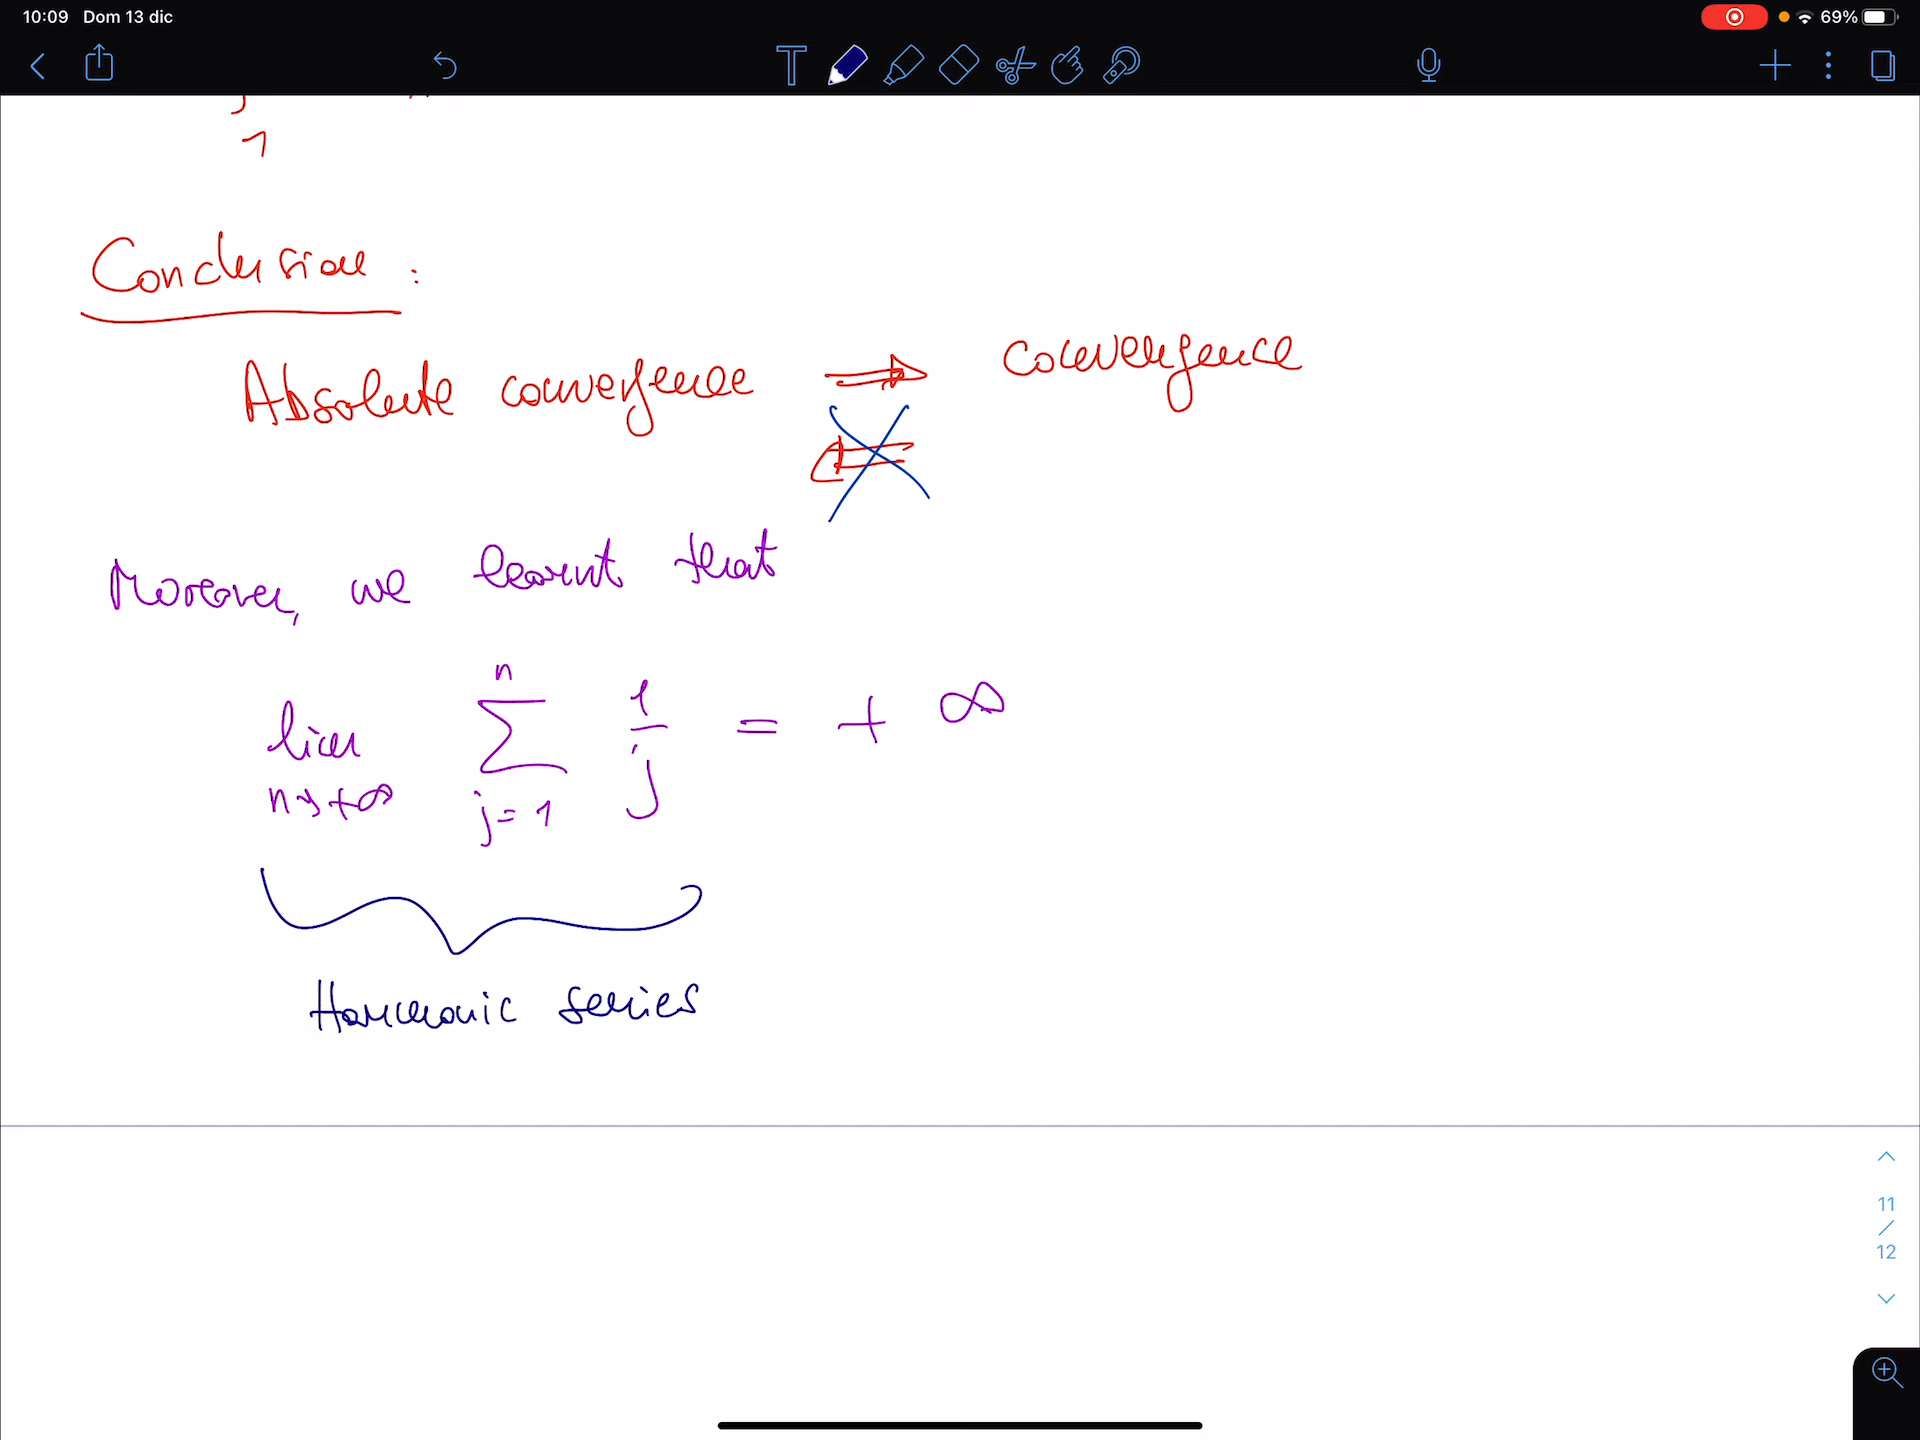 10:09 Dom 13 dic 69%
1
Conclusion :
Absolute convergence ⇒ convergence
⇐
Moreover, we learnt that
lim n→+∞ ∑ j=1 n 1/j = + ∞
Harmonic series
11
/
12